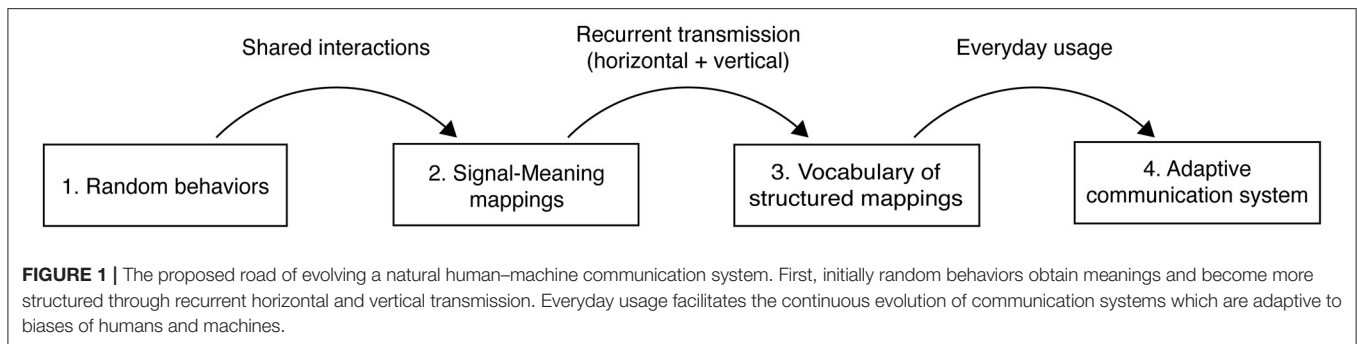 Shared interactions
Recurrent transmission
(horizontal + vertical)
Everyday usage
1. Random behaviors
2. Signal-Meaning
mappings
3. Vocabulary of
structured mappings
4. Adaptive
communication system
FIGURE 1 | The proposed road of evolving a natural human–machine communication system. First, initially random behaviors obtain meanings and become more
structured through recurrent horizontal and vertical transmission. Everyday usage facilitates the continuous evolution of communication systems which are adaptive to
biases of humans and machines.